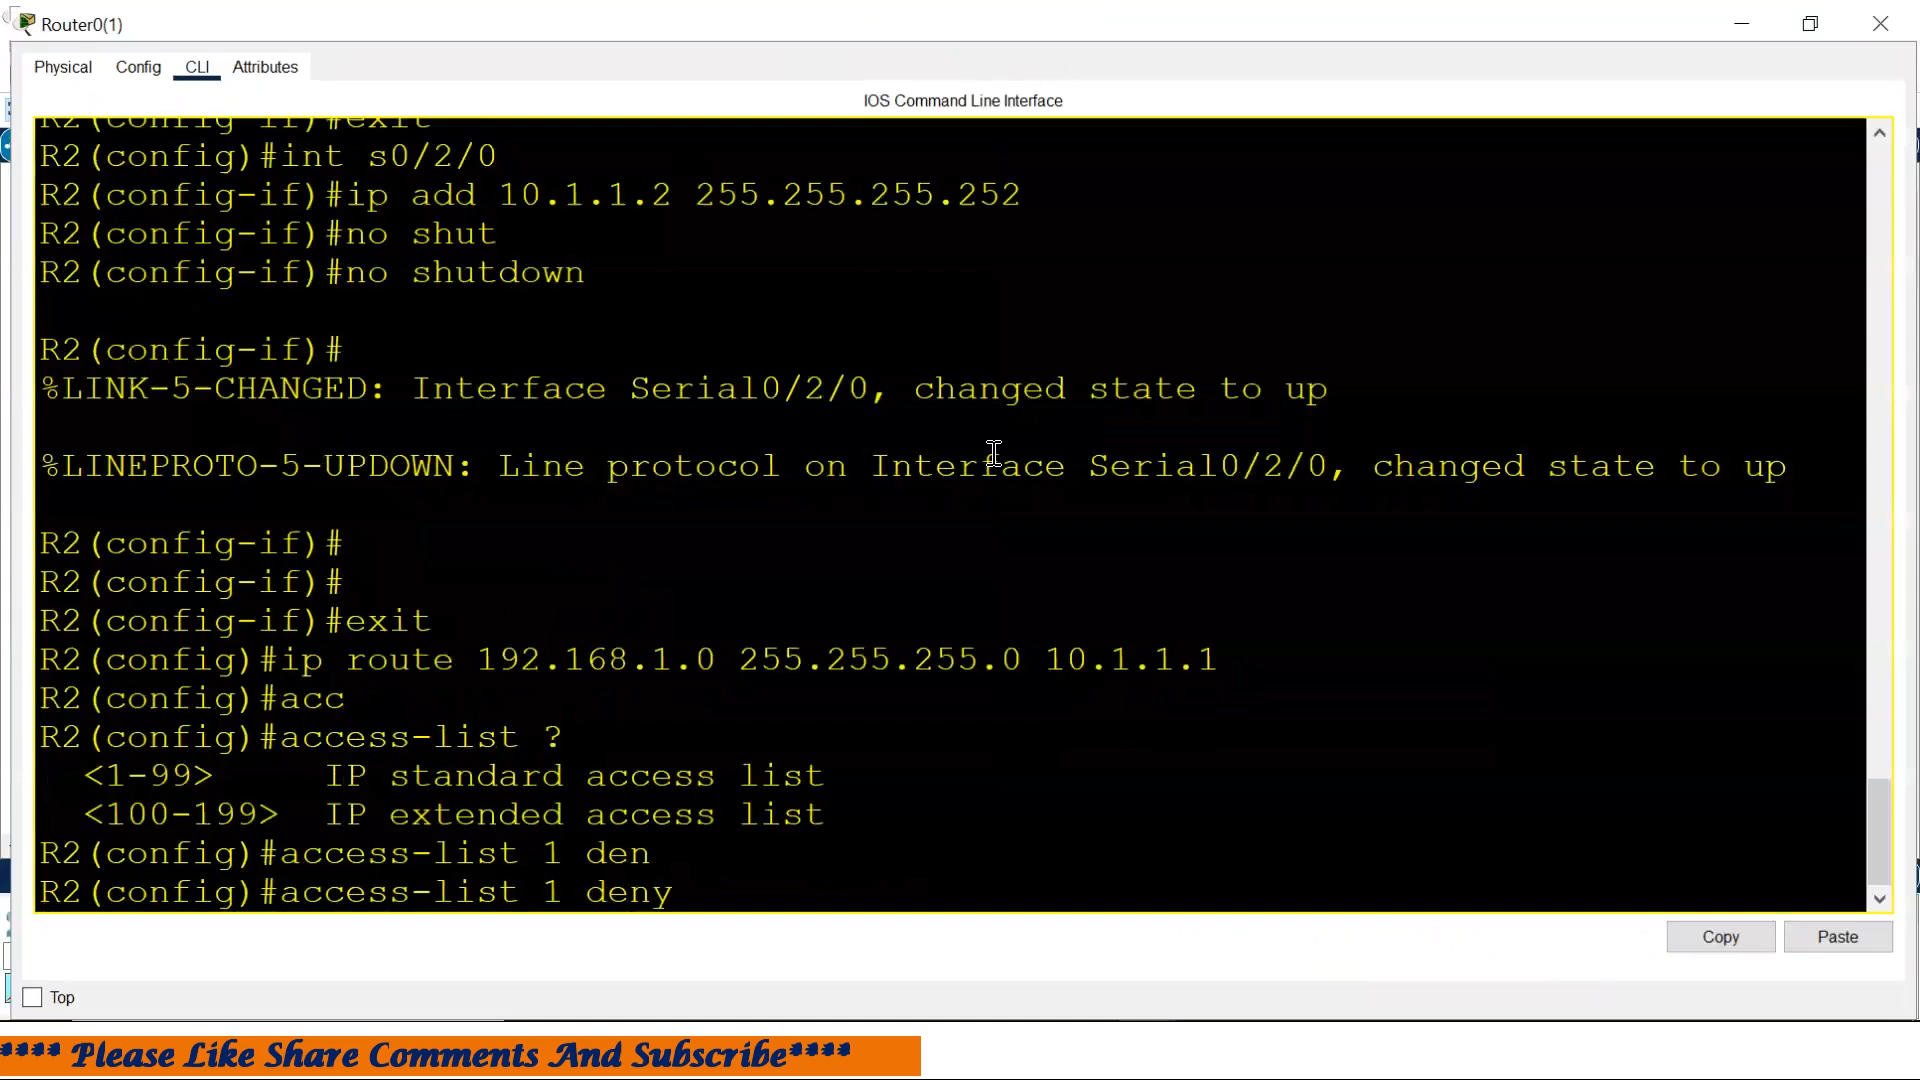 Router0(1)
Physical Config CLI Attributes
IOS Command Line Interface
R2(config-if)#exit
R2(config)#int s0/2/0
R2(config-if)#ip add 10.1.1.2 255.255.255.252
R2(config-if)#no shut
R2(config-if)#no shutdown
R2(config-if)#
%LINK-5-CHANGED: Interface Serial0/2/0, changed state to up
%LINEPROTO-5-UPDOWN: Line protocol on Interface Serial0/2/0, changed state to up
R2(config-if)#
R2(config-if)#
R2(config-if)#exit
R2(config)#ip route 192.168.1.0 255.255.255.0 10.1.1.1
R2(config)#acc
R2(config)#access-list ?
<1-99> IP standard access list
<100-199> IP extended access list
R2(config)#access-list 1 den
R2(config)#access-list 1 deny
Copy Paste
Top
**** Please Like Share Comments And Subscribe****